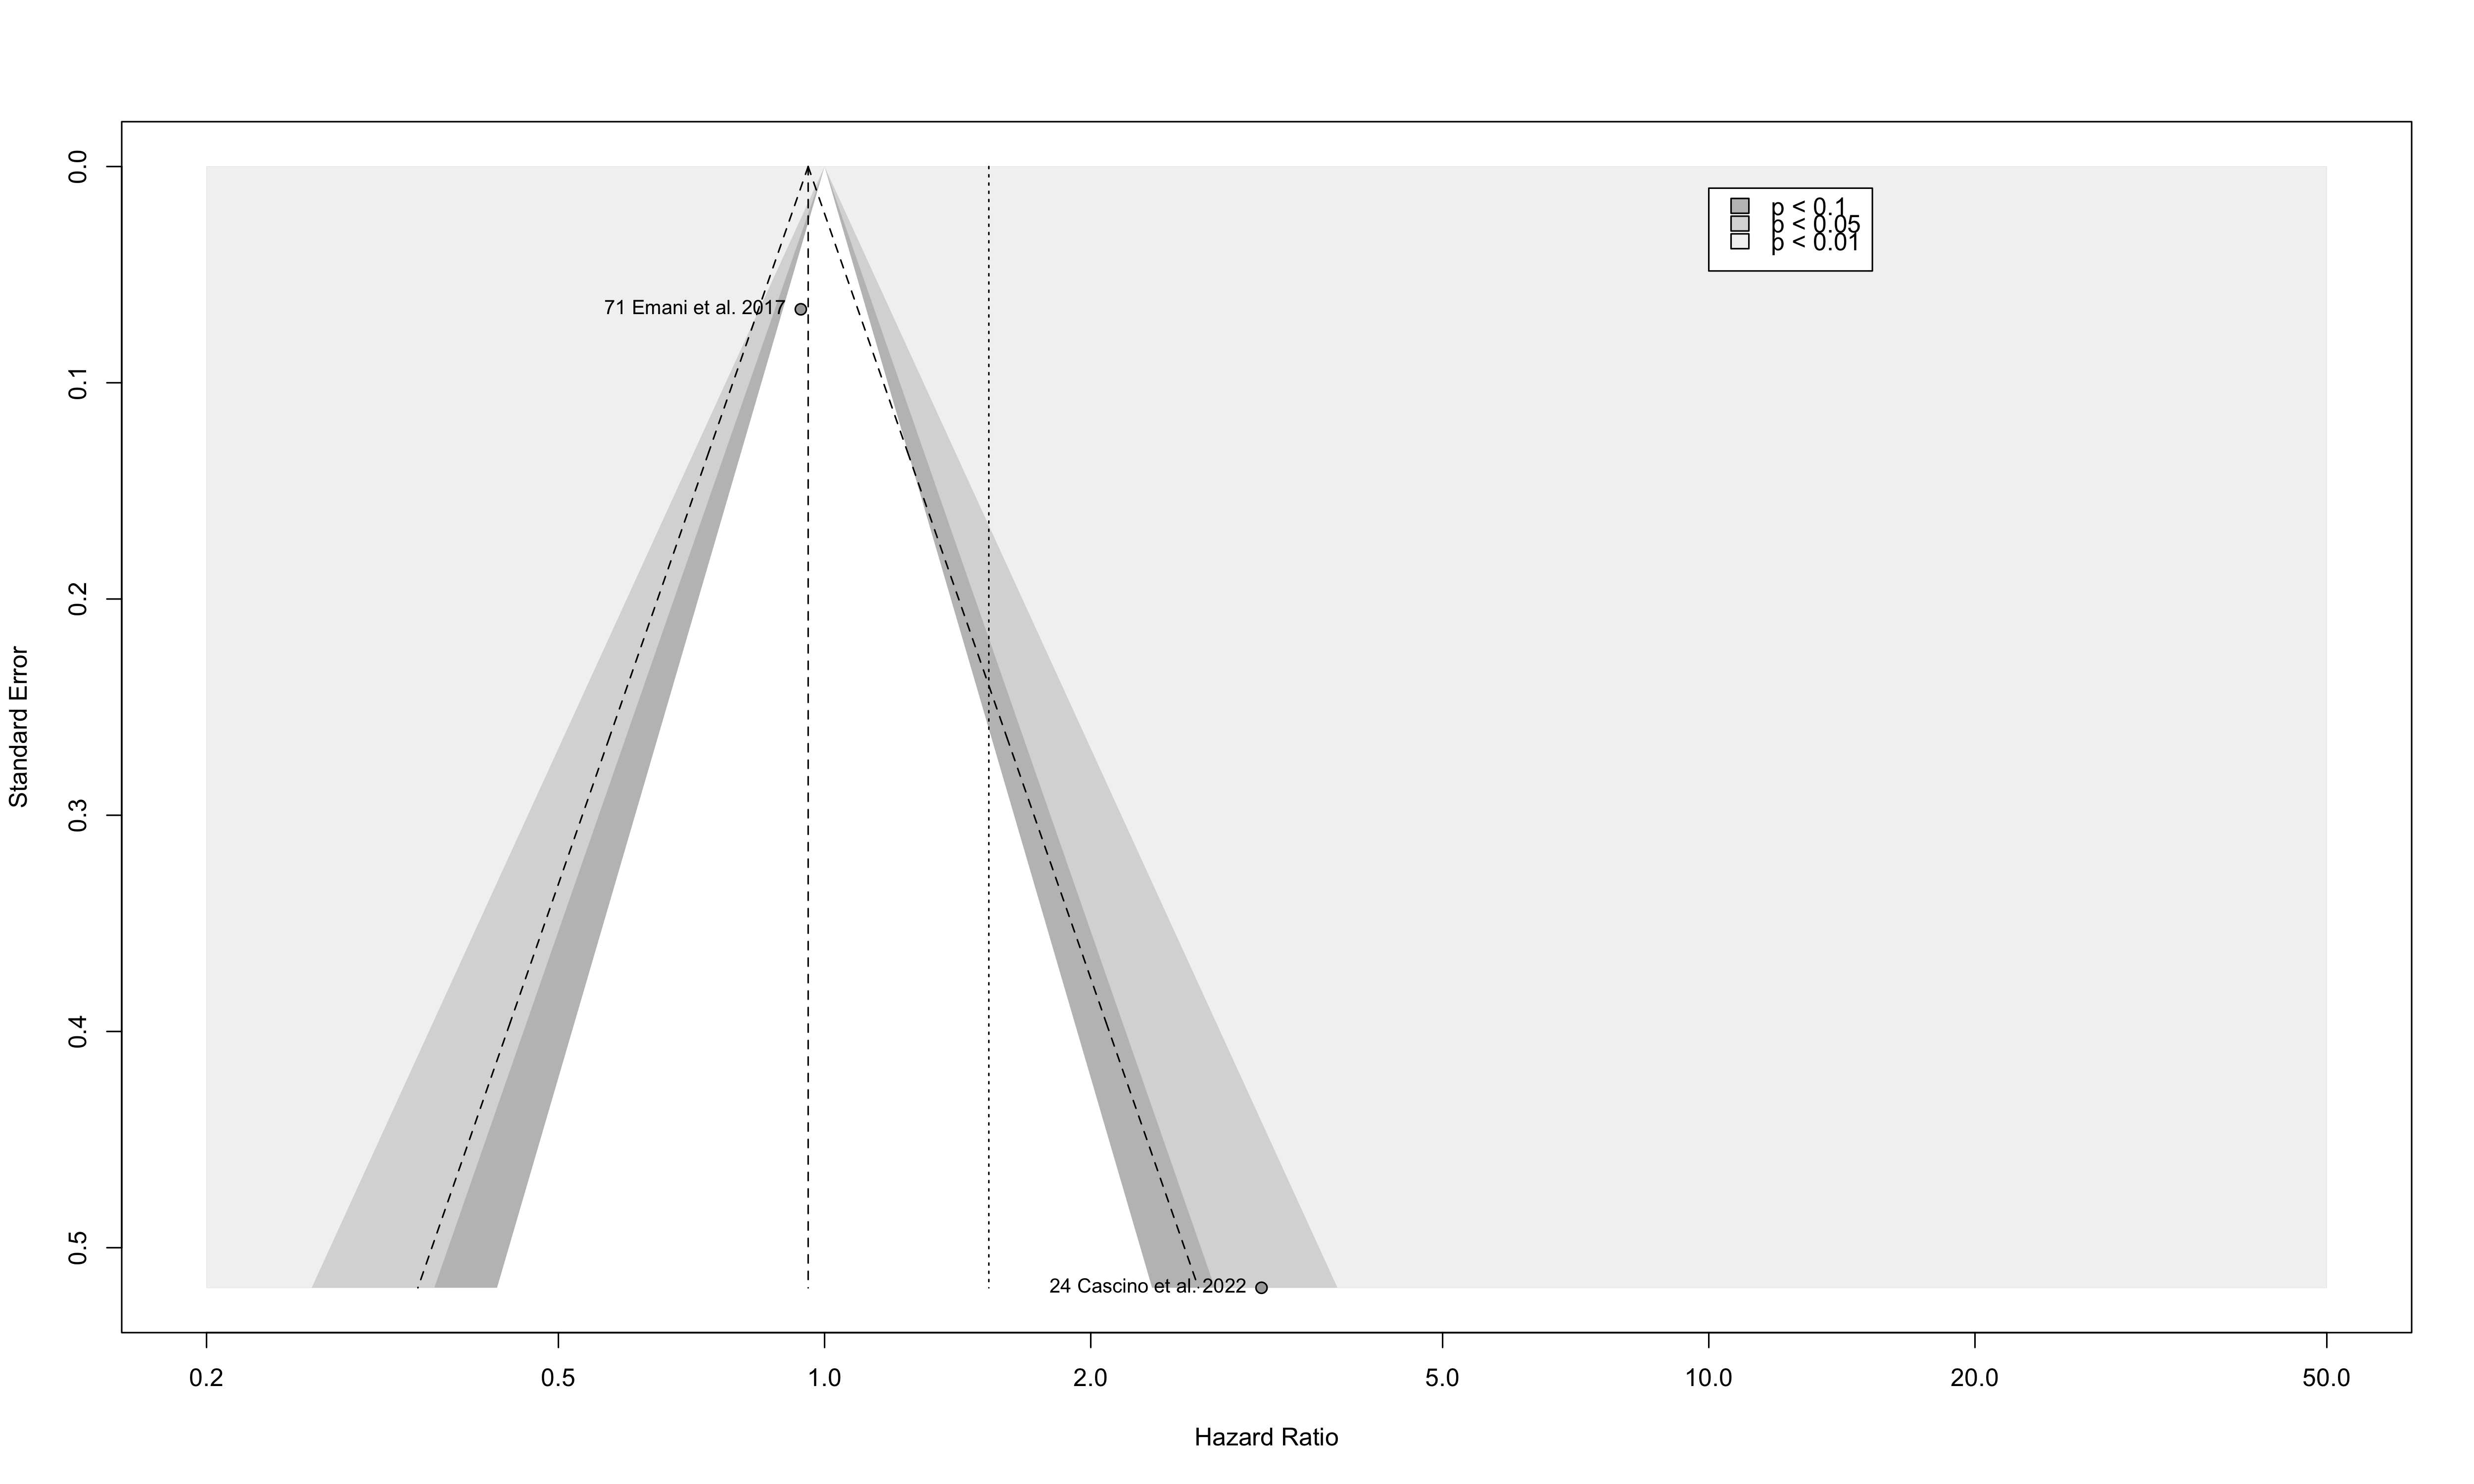 0.0
0.1
0.2
0.3
0.4
0.5
Standard Error
p < 0.1
p < 0.05
p < 0.01
71 Emani et al. 2017
24 Cascino et al. 2022
0.2 0.5 1.0 2.0 5.0 10.0 20.0 50.0
Hazard Ratio